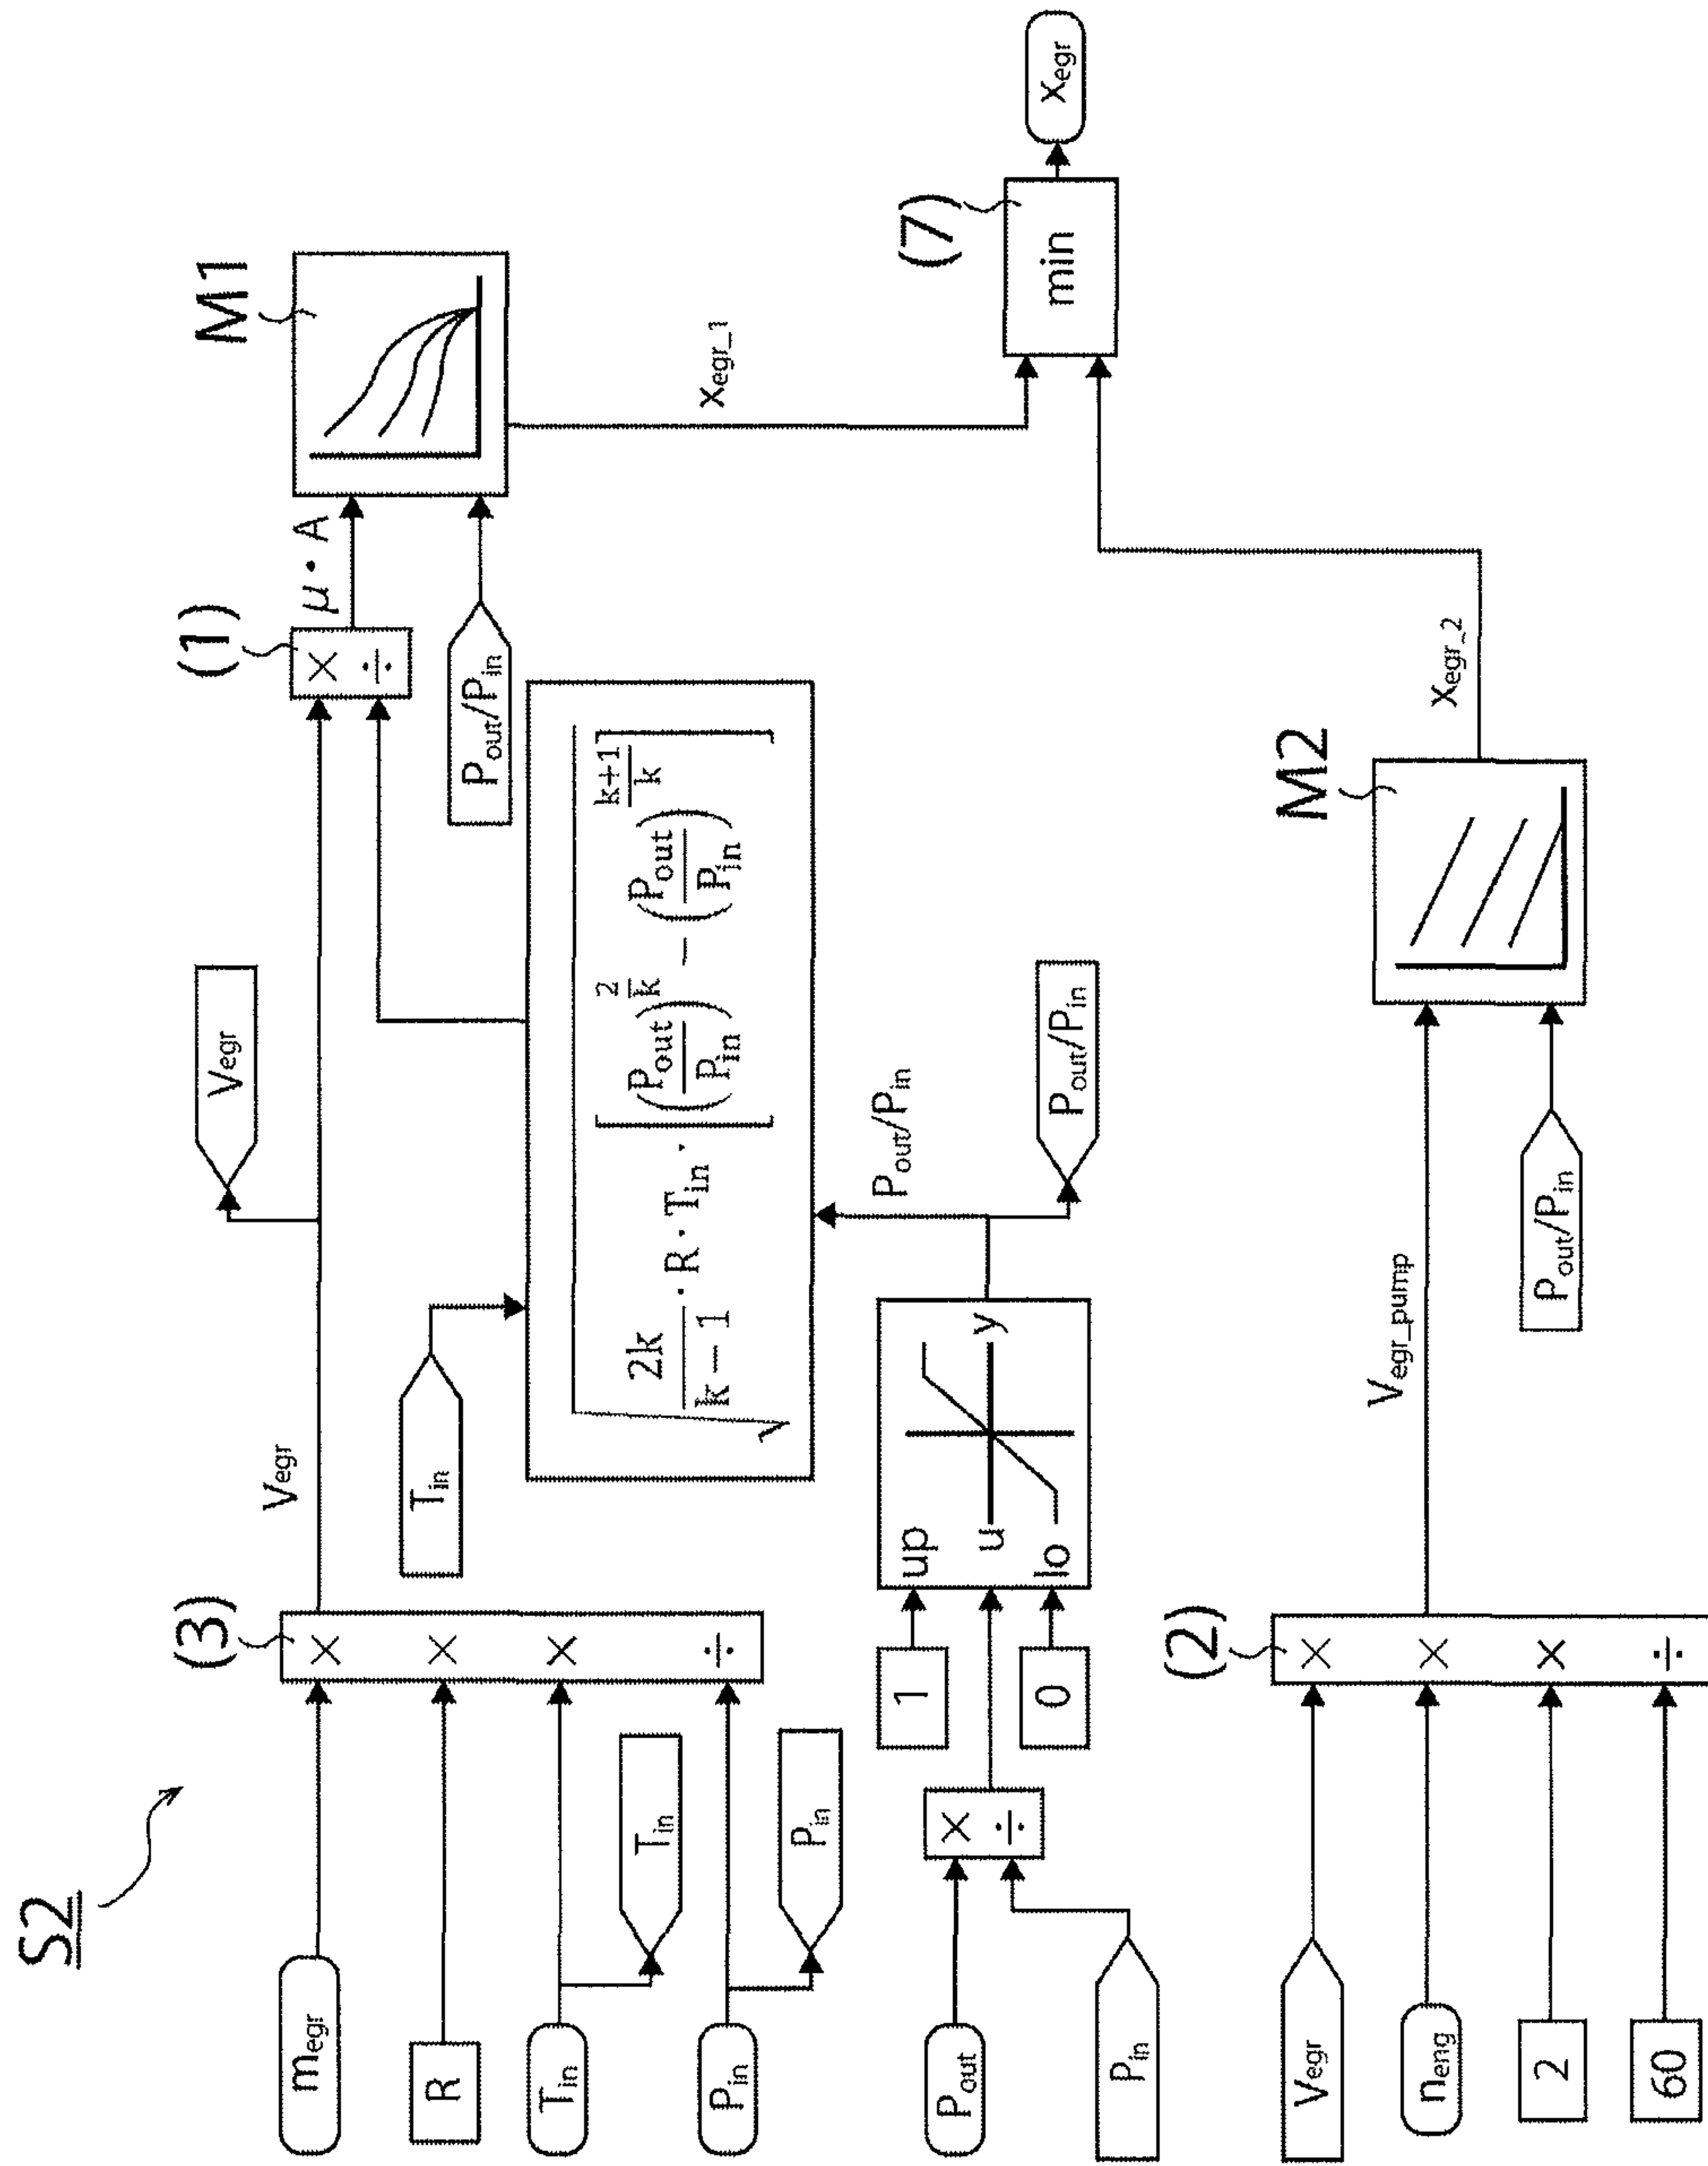 S2
m_egr
R
T_in
P_in
(3)
×
×
×
÷
T_in
P_in
V_egr
V_egr
T_in
(1)
×
÷
μ・A
P_out/P_in
M1
√ 2k/(k−1) · R · T_in · [(P_out/P_in)^(2/k) − (P_out/P_in)^((k+1)/k)]
P_out
P_in
×
÷
1
0
up
u
lo
y
P_out/P_in
P_out/P_in
x_egr_1
(7)
min
x_egr
V_egr
n_eng
2
60
(2)
×
×
×
÷
V_egr_pump
P_out/P_in
M2
x_egr_2